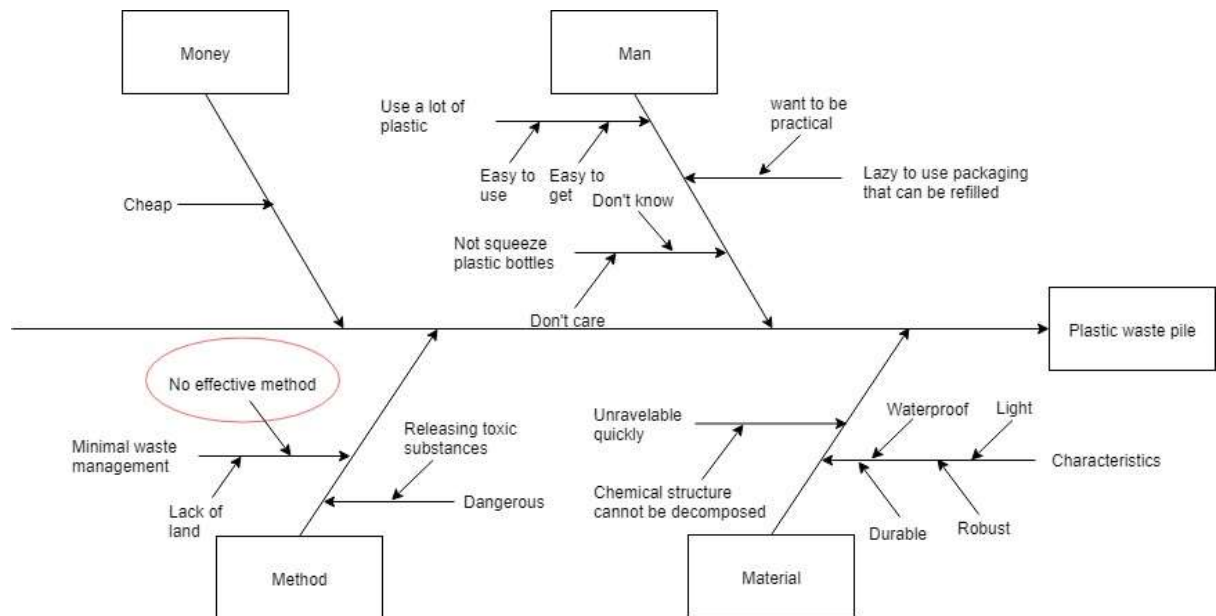 Money
Man
Use a lot of
plastic
want to be
practical
Easy to
use
Easy to
get
Lazy to use packaging
that can be refilled
Cheap
Don't know
Not squeeze
plastic bottles
Don't care
Plastic waste pile
No effective method
Minimal waste
management
Lack of
land
Releasing toxic
substances
Dangerous
Method
Unravelable
quickly
Chemical structure
cannot be decomposed
Waterproof
Light
Characteristics
Durable
Robust
Material